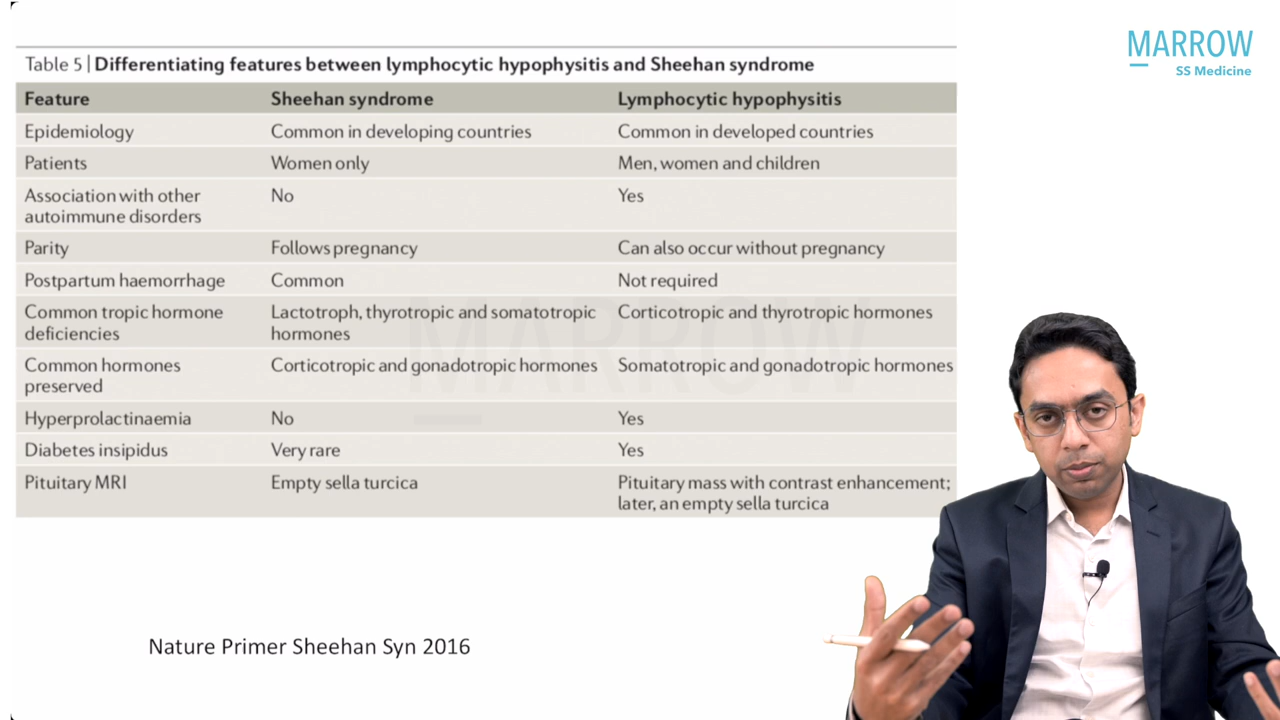 MARROW
SS Medicine
Table 5 | Differentiating features between lymphocytic hypophysitis and Sheehan syndrome
Feature Sheehan syndrome Lymphocytic hypophysitis
Epidemiology Common in developing countries Common in developed countries
Patients Women only Men, women and children
Association with other No Yes
autoimmune disorders
Parity Follows pregnancy Can also occur without pregnancy
Postpartum haemorrhage Common Not required
Common tropic hormone Lactotroph, thyrotropic and somatotropic Corticotropic and thyrotropic hormones
deficiencies hormones
Common hormones Corticotropic and gonadotropic hormones Somatotropic and gonadotropic hormones
preserved
Hyperprolactinaemia No Yes
Diabetes insipidus Very rare Yes
Pituitary MRI Empty sella turcica Pituitary mass with contrast enhancement;
later, an empty sella turcica
MARROW
Nature Primer Sheehan Syn 2016